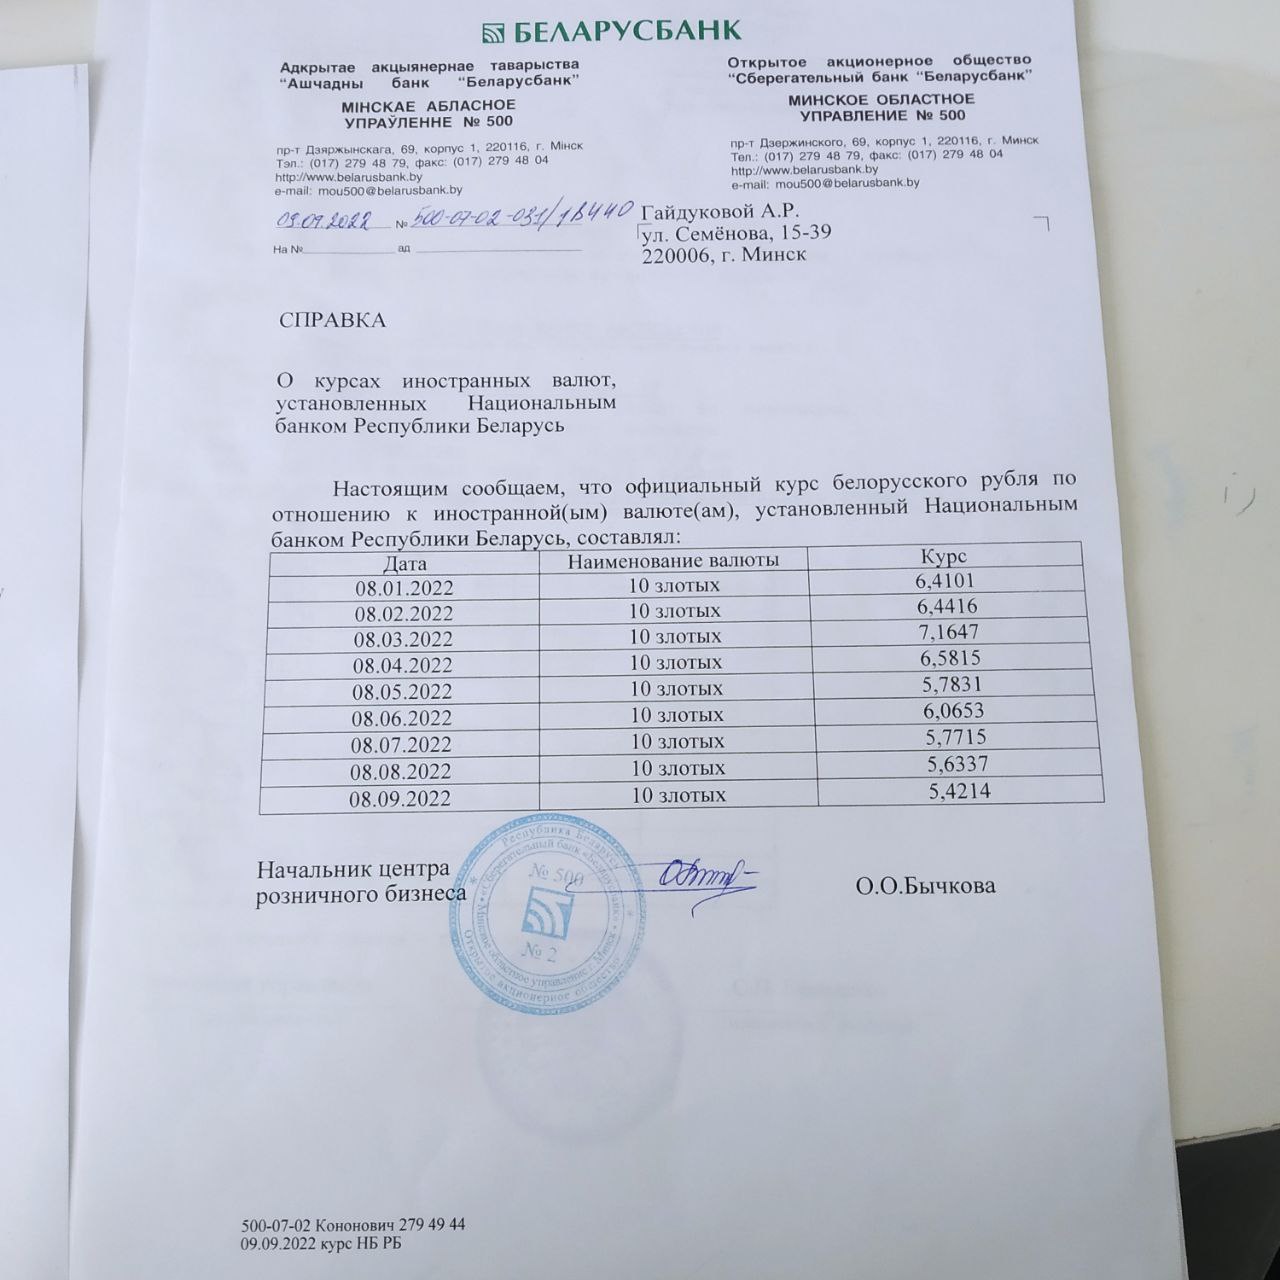 БЕЛАРУСБАНК
Адкрытае акцыянернае таварыства
“Ашчадны банк “Беларусбанк”
МІНСКАЕ АБЛАСНОЕ
УПРАЎЛЕННЕ № 500
пр-т Дзяржынскага, 69, корпус 1, 220116, г. Мінск
Тэл.: (017) 279 48 79, факс: (017) 279 48 04
http://www.belarusbank.by
e-mail: mou500@belarusbank.by
Открытое акционерное общество
“Сберегательный банк “Беларусбанк”
МИНСКОЕ ОБЛАСТНОЕ
УПРАВЛЕНИЕ № 500
пр-т Дзержинского, 69, корпус 1, 220116, г. Минск
Тел.: (017) 279 48 79, факс: (017) 279 48 04
http://www.belarusbank.by
e-mail: mou500@belarusbank.by
09.09.2022 № 500-07-02-031/18440
На № ад
Гайдуковой А.Р.
ул. Семёнова, 15-39
220006, г. Минск
СПРАВКА
О курсах иностранных валют,
установленных Национальным
банком Республики Беларусь
Настоящим сообщаем, что официальный курс белорусского рубля по
отношению к иностранной(ым) валюте(ам), установленный Национальным
банком Республики Беларусь, составлял:
Дата Наименование валюты Курс
08.01.2022 10 злотых 6,4101
08.02.2022 10 злотых 6,4416
08.03.2022 10 злотых 7,1647
08.04.2022 10 злотых 6,5815
08.05.2022 10 злотых 5,7831
08.06.2022 10 злотых 6,0653
08.07.2022 10 злотых 5,7715
08.08.2022 10 злотых 5,6337
08.09.2022 10 злотых 5,4214
Начальник центра
розничного бизнеса
О.О.Бычкова
Республика Беларусь
Открытое акционерное общество
«Сберегательный банк «Беларусбанк»
Минское областное управление г. Минск
№ 500
№ 2
500-07-02 Кононович 279 49 44
09.09.2022 курс НБ РБ